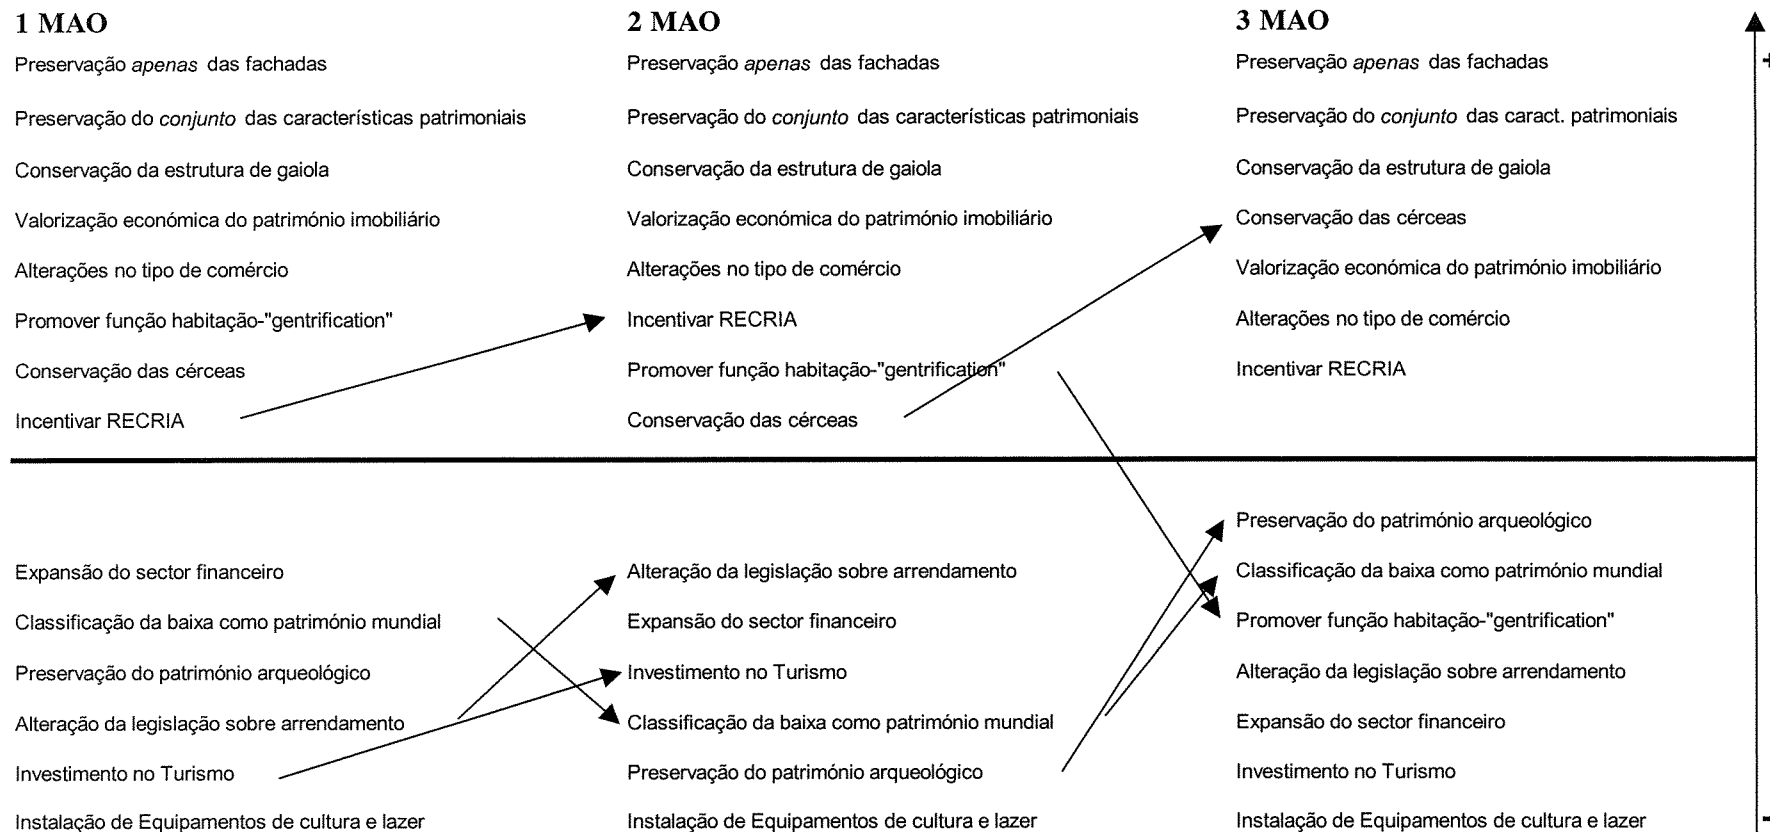 1 MAO
Preservação apenas das fachadas
Preservação do conjunto das características patrimoniais
Conservação da estrutura de gaiola
Valorização económica do património imobiliário
Alterações no tipo de comércio
Promover função habitação-"gentrification"
Conservação das cérceas
Incentivar RECRIA
Expansão do sector financeiro
Classificação da baixa como património mundial
Preservação do património arqueológico
Alteração da legislação sobre arrendamento
Investimento no Turismo
Instalação de Equipamentos de cultura e lazer
2 MAO
Preservação apenas das fachadas
Preservação do conjunto das características patrimoniais
Conservação da estrutura de gaiola
Valorização económica do património imobiliário
Alterações no tipo de comércio
Incentivar RECRIA
Promover função habitação-"gentrification"
Conservação das cérceas
Alteração da legislação sobre arrendamento
Expansão do sector financeiro
Investimento no Turismo
Classificação da baixa como património mundial
Preservação do património arqueológico
Instalação de Equipamentos de cultura e lazer
3 MAO
Preservação apenas das fachadas
Preservação do conjunto das caract. patrimoniais
Conservação da estrutura de gaiola
Conservação das cérceas
Valorização económica do património imobiliário
Alterações no tipo de comércio
Incentivar RECRIA
Preservação do património arqueológico
Classificação da baixa como património mundial
Promover função habitação-"gentrification"
Alteração da legislação sobre arrendamento
Expansão do sector financeiro
Investimento no Turismo
Instalação de Equipamentos de cultura e lazer
+
-